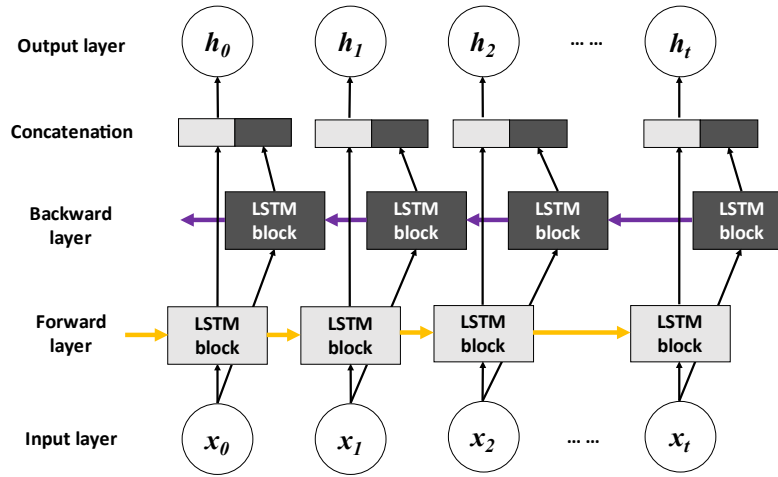 Output layer h₀ h₁ h₂ … … hₜ
Concatenation
Backward layer
LSTM block LSTM block LSTM block LSTM block
Forward layer
LSTM block LSTM block LSTM block LSTM block
Input layer x₀ x₁ x₂ … … xₜ